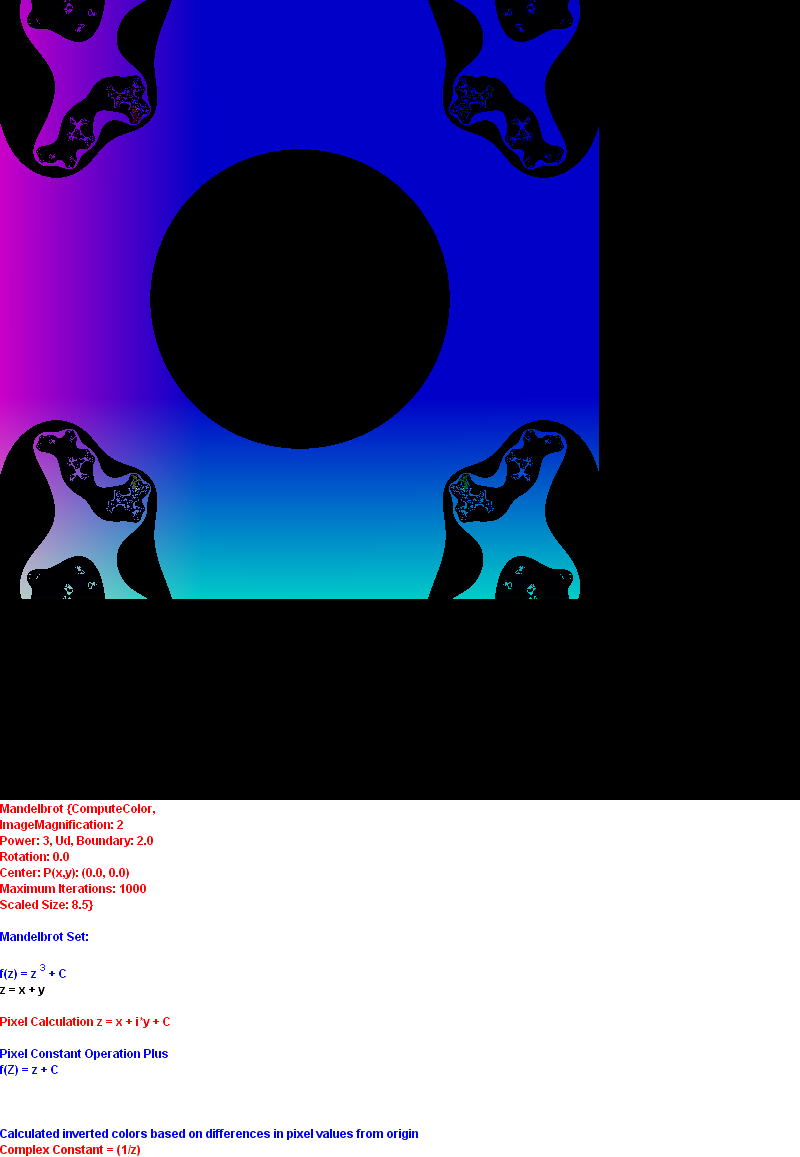 Mandelbrot {ComputeColor,
ImageMagnification: 2
Power: 3, Ud, Boundary: 2.0
Rotation: 0.0
Center: P(x,y): (0.0, 0.0)
Maximum Iterations: 1000
Scaled Size: 8.5}
Mandelbrot Set:
f(z) = z ³ + C
z = x + y
Pixel Calculation z = x + i*y + C
Pixel Constant Operation Plus
f(Z) = z + C
Calculated inverted colors based on differences in pixel values from origin
Complex Constant = (1/z)